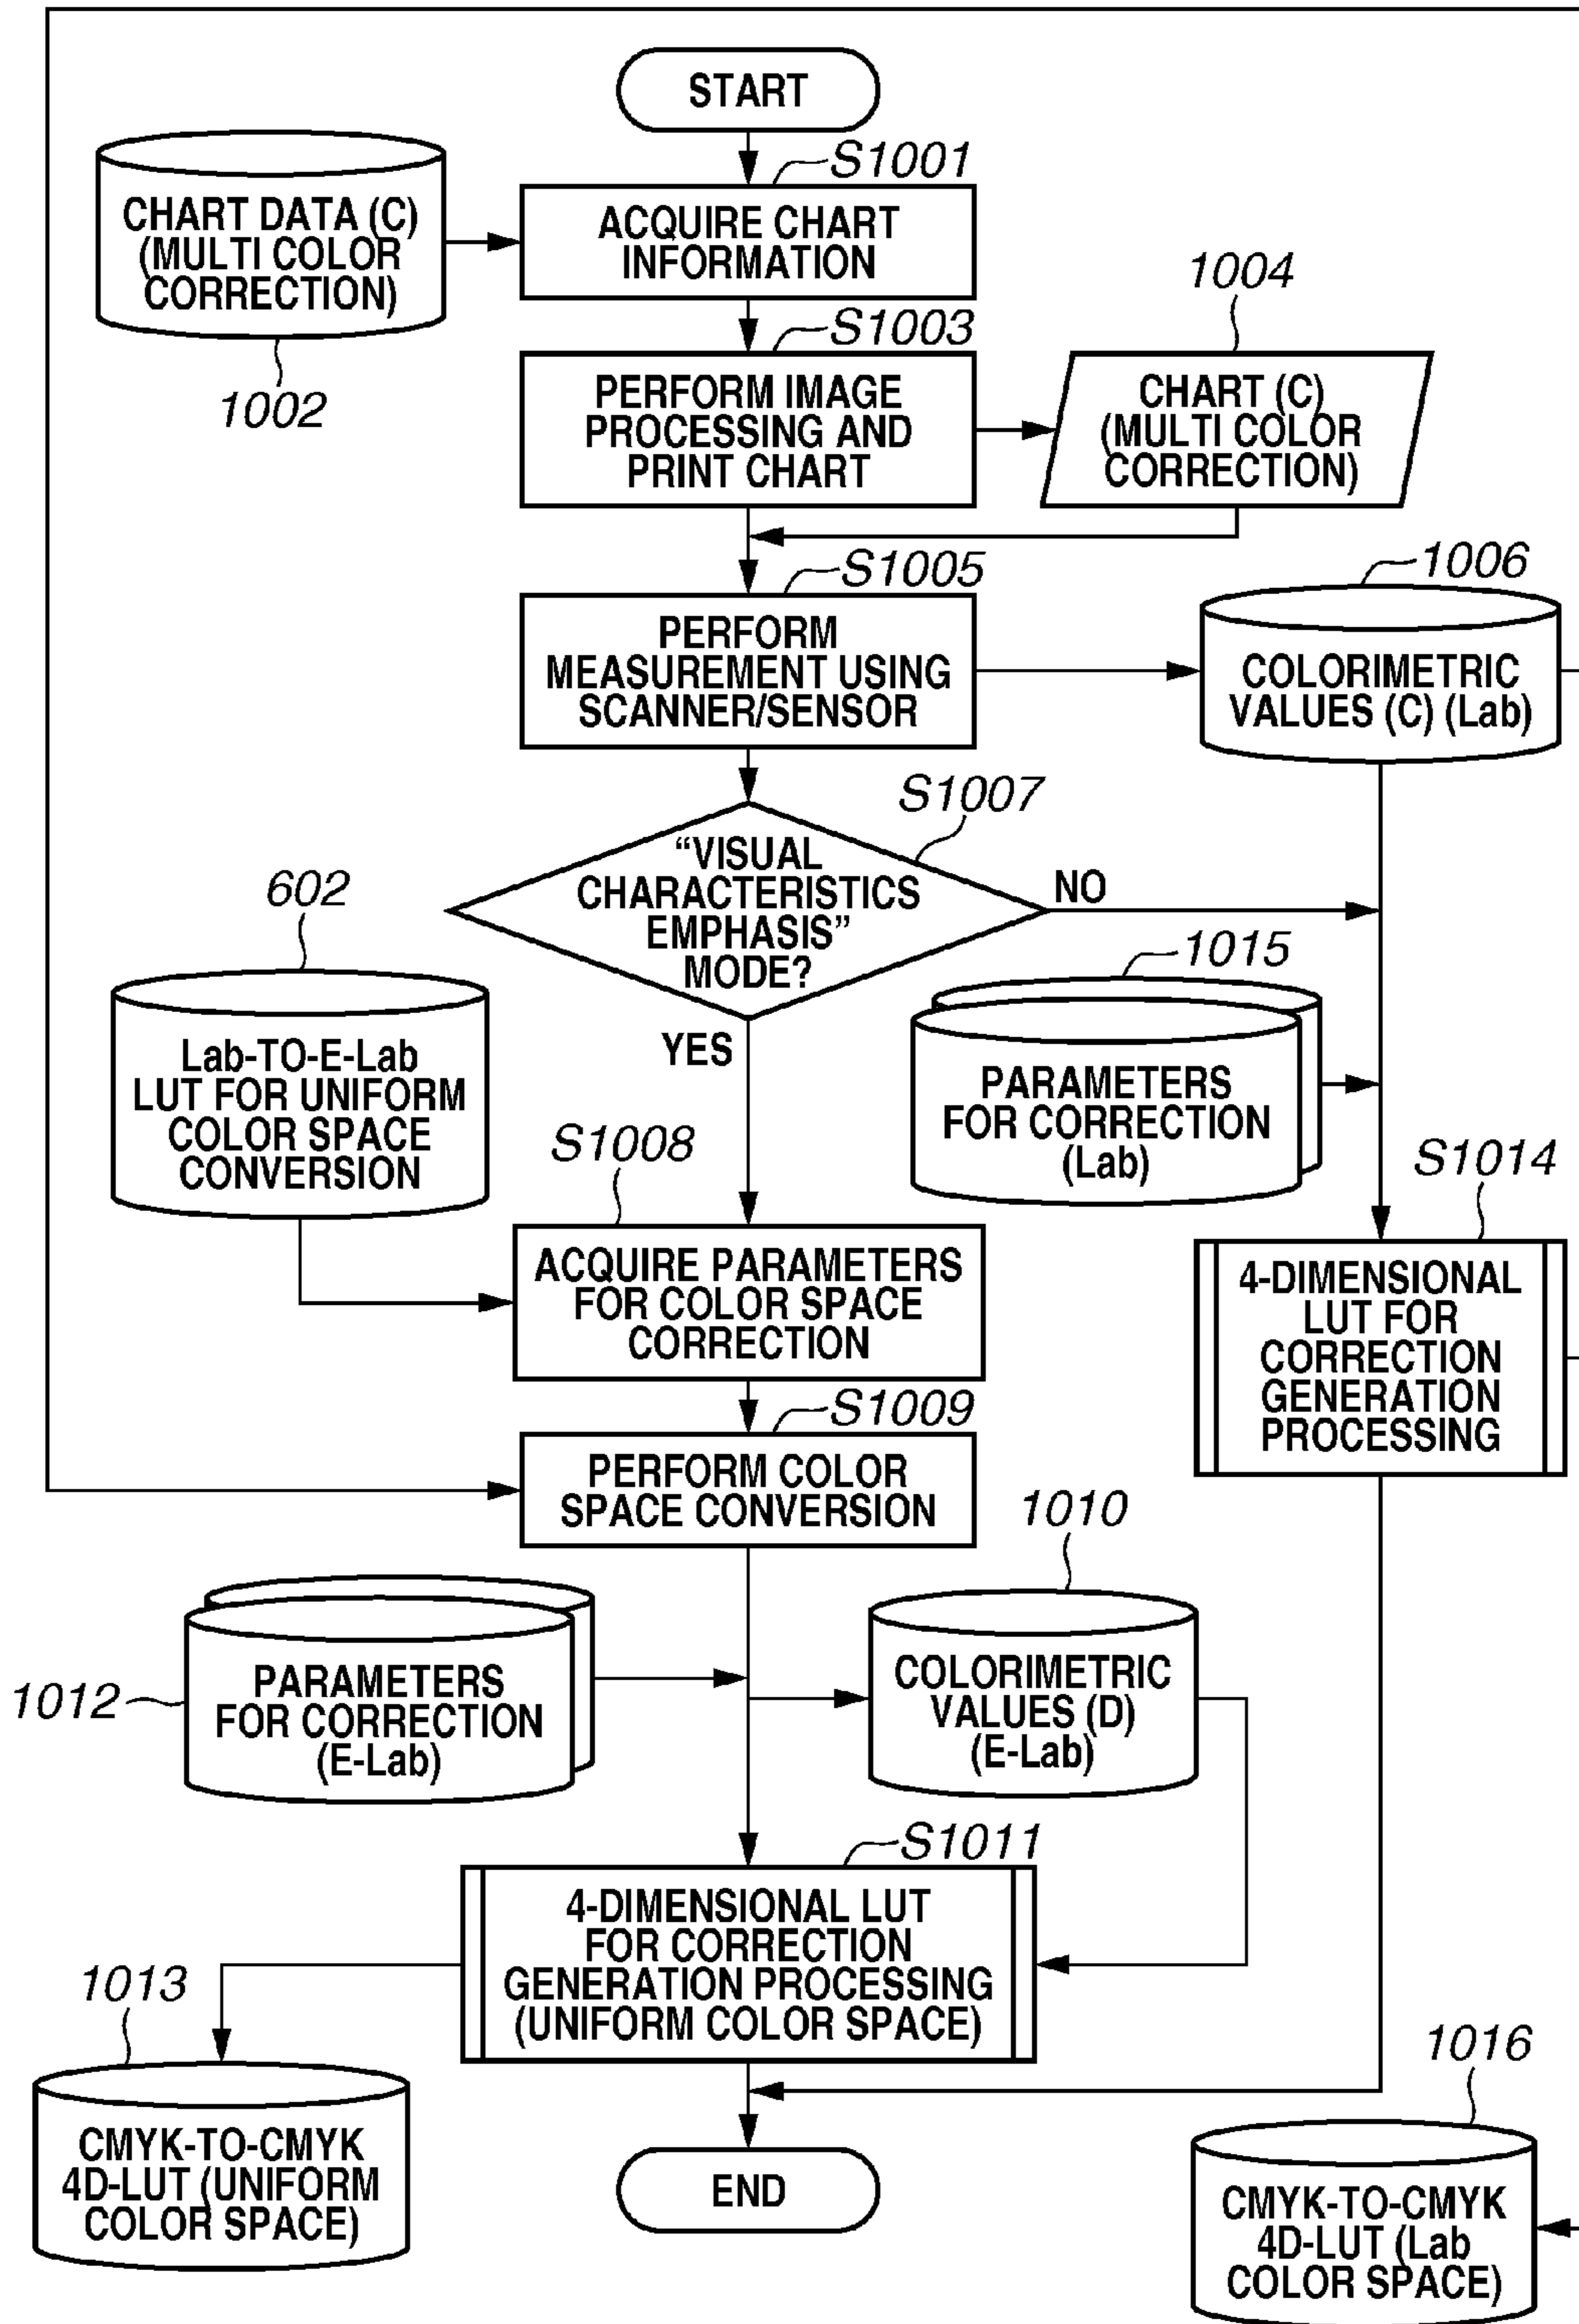 START
S1001
CHART DATA (C)
(MULTI COLOR
CORRECTION)
1002
ACQUIRE CHART
INFORMATION
S1003
PERFORM IMAGE
PROCESSING AND
PRINT CHART
1004
CHART (C)
(MULTI COLOR
CORRECTION)
S1005
PERFORM
MEASUREMENT USING
SCANNER/SENSOR
1006
COLORIMETRIC
VALUES (C) (Lab)
S1007
“VISUAL
CHARACTERISTICS
EMPHASIS”
MODE?
NO
YES
602
Lab-TO-E-Lab
LUT FOR UNIFORM
COLOR SPACE
CONVERSION
1015
PARAMETERS
FOR CORRECTION
(Lab)
S1008
ACQUIRE PARAMETERS
FOR COLOR SPACE
CORRECTION
S1014
4-DIMENSIONAL
LUT FOR
CORRECTION
GENERATION
PROCESSING
S1009
PERFORM COLOR
SPACE CONVERSION
1010
COLORIMETRIC
VALUES (D)
(E-Lab)
1012
PARAMETERS
FOR CORRECTION
(E-Lab)
S1011
4-DIMENSIONAL LUT
FOR CORRECTION
GENERATION PROCESSING
(UNIFORM COLOR SPACE)
1013
CMYK-TO-CMYK
4D-LUT (UNIFORM
COLOR SPACE)
END
1016
CMYK-TO-CMYK
4D-LUT (Lab
COLOR SPACE)